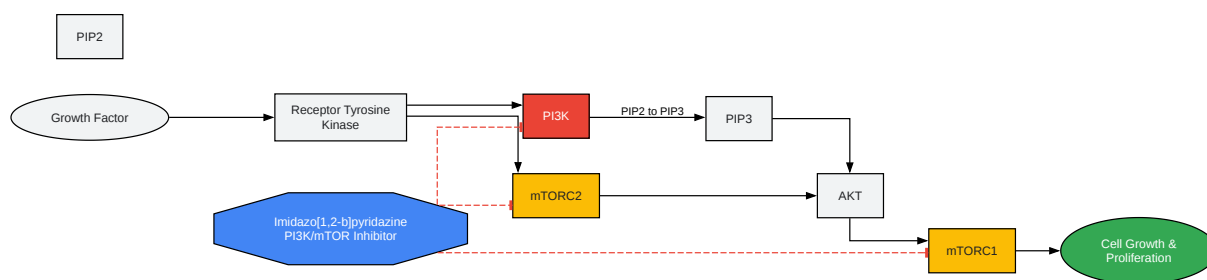 PIP2
Growth Factor
Receptor Tyrosine
Kinase
PI3K
PIP2 to PIP3
PIP3
mTORC2
AKT
Imidazo[1,2-b]pyridazine
PI3K/mTOR Inhibitor
mTORC1
Cell Growth &
Proliferation